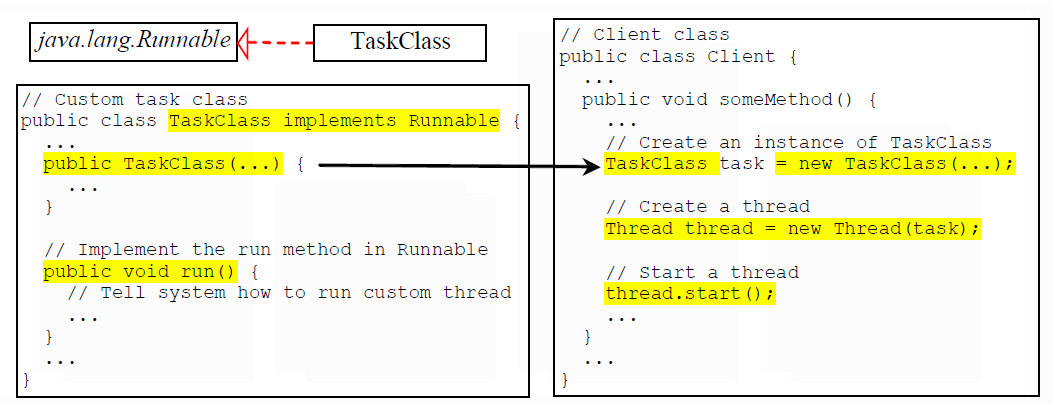 java.lang.Runnable
TaskClass
// Custom task class
public class TaskClass implements Runnable {
  ...
  public TaskClass(...) {
    ...
  }

  // Implement the run method in Runnable
  public void run() {
    // Tell system how to run custom thread
    ...
  }
  ...
}
// Client class
public class Client {
  ...
  public void someMethod() {
    ...
    // Create an instance of TaskClass
    TaskClass task = new TaskClass(...);

    // Create a thread
    Thread thread = new Thread(task);

    // Start a thread
    thread.start();
    ...
  }
  ...
}